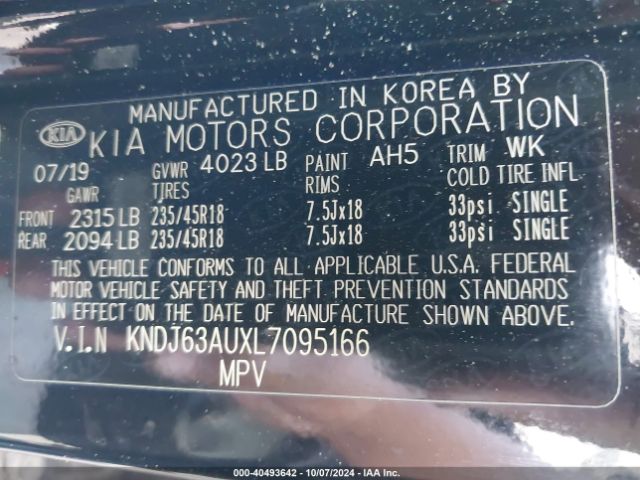 MANUFACTURED IN KOREA BY
KIA KIA MOTORS CORPORATION
07/19 GVWR 4023 LB PAINT AH5 TRIM WK
GAWR TIRES RIMS COLD TIRE INFL
FRONT 2315 LB 235/45R18 7.5Jx18 33psi SINGLE
REAR 2094 LB 235/45R18 7.5Jx18 33psi SINGLE
THIS VEHICLE CONFORMS TO ALL APPLICABLE U.S.A. FEDERAL
MOTOR VEHICLE SAFETY AND THEFT PREVENTION STANDARDS
IN EFFECT ON THE DATE OF MANUFACTURE SHOWN ABOVE.
V.I.N KNDJ63AUXL7095166
MPV
000-40493642 - 10/07/2024 - IAA Inc.